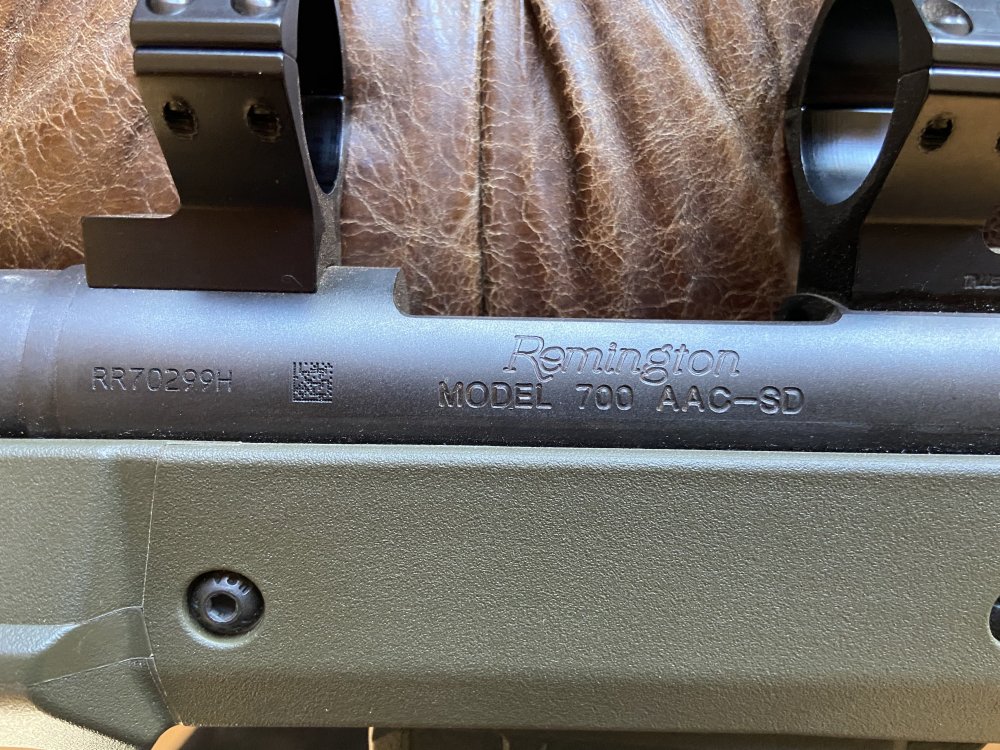 Remington
RR70299H
MODEL 700 AAC-SD